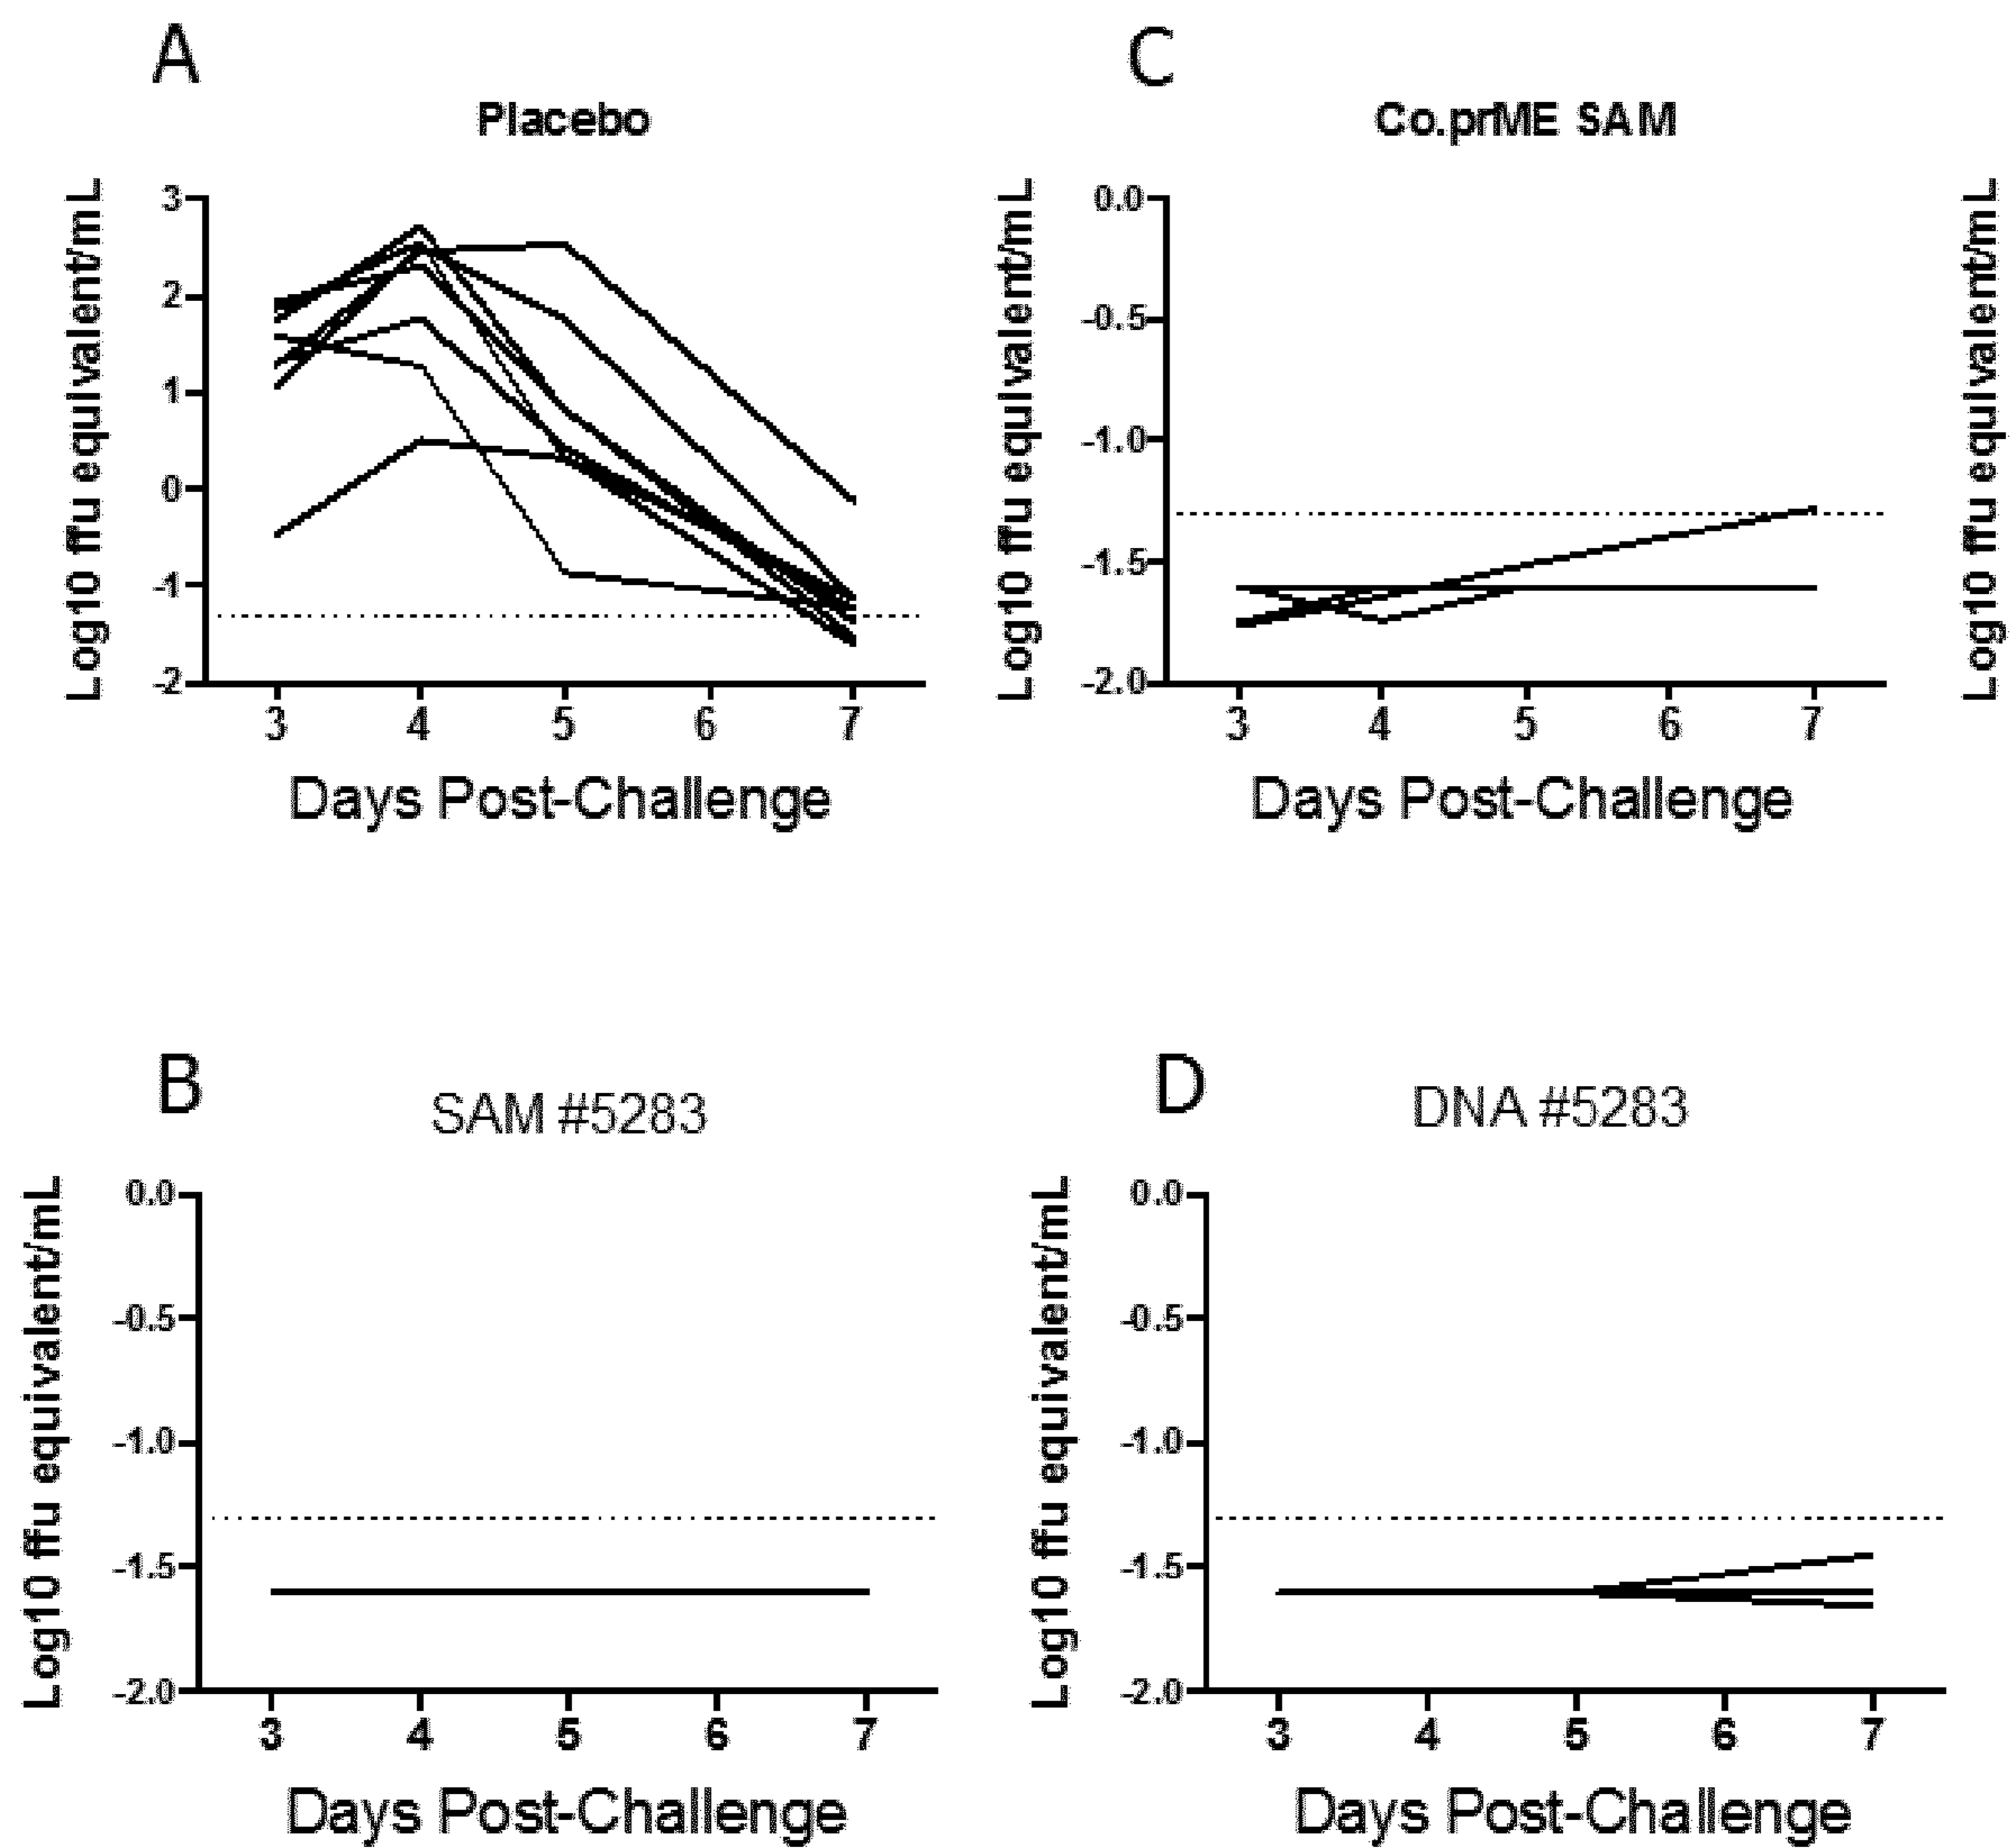 A
Placebo
Log10 ffu equivalent/mL
3
2
1
0
-1
-2
3 4 5 6 7
Days Post-Challenge
C
Co.prME SAM
Log10 ffu equivalent/mL
0.0
-0.5
-1.0
-1.5
-2.0
3 4 5 6 7
Days Post-Challenge
Log10 ffu equivalent/mL
B
SAM #5283
Log10 ffu equivalent/mL
0.0
-0.5
-1.0
-1.5
-2.0
3 4 5 6 7
Days Post-Challenge
D
DNA #5283
Log10 ffu equivalent/mL
0.0
-0.5
-1.0
-1.5
-2.0
3 4 5 6 7
Days Post-Challenge